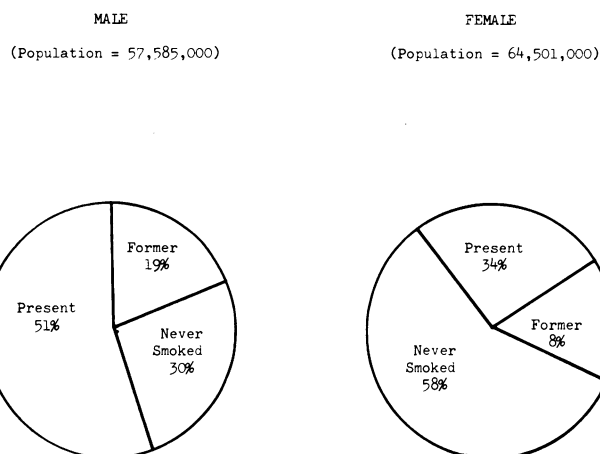 MALE
(Population = 57,585,000)
Former
19%
Present
51%
Never
Smoked
30%
FEMALE
(Population = 64,501,000)
Present
34%
Former
8%
Never
Smoked
58%